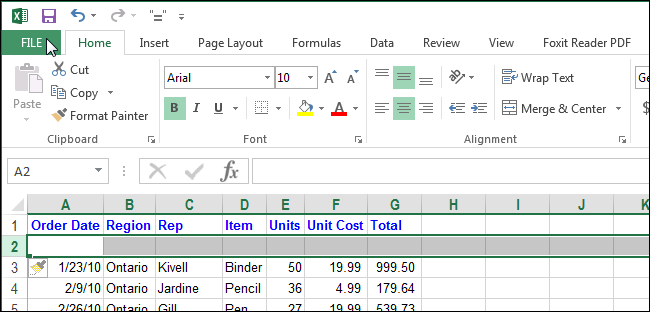 "="
FILE Home Insert Page Layout Formulas Data Review View Foxit Reader PDF
Cut Arial 10 A A Wrap Text Ge
Paste Copy
Format Painter B I U A Merge & Center $
Clipboard Font Alignment
A2 fx
A B C D E F G H I J K
1 Order Date Region Rep Item Units Unit Cost Total
2
3 1/23/10 Ontario Kivell Binder 50 19.99 999.50
4 2/9/10 Ontario Jardine Pencil 36 4.99 179.64
5 2/26/10 Ontario Gill Pen 27 19.99 539.73